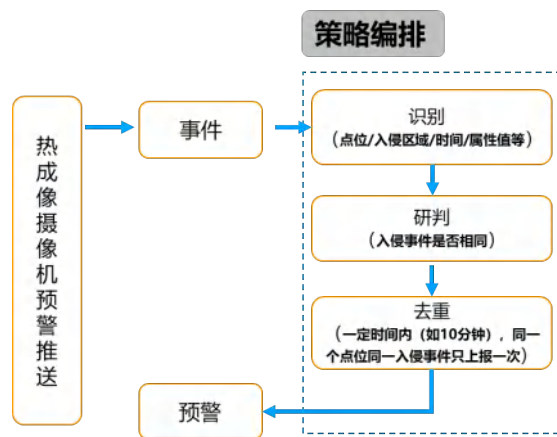 策略编排
热成像摄像机预警推送
事件
识别
（点位/入侵区域/时间/属性值等）
研判
（入侵事件是否相同）
去重
（一定时间内（如10分钟），同一
个点位同一入侵事件只上报一次）
预警